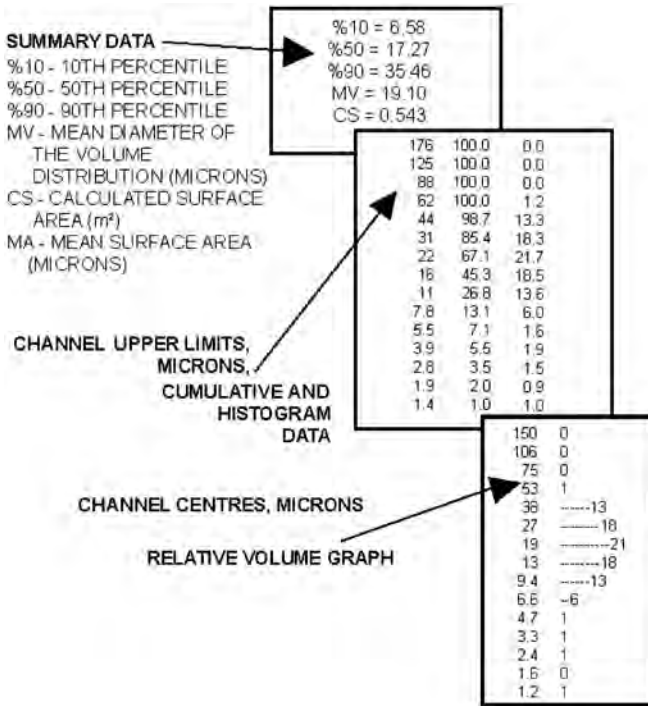 %10 = 6.58
%50 = 17.27
%90 = 35.46
MV = 19.10
CS = 0.543
SUMMARY DATA
%10 - 10TH PERCENTILE
%50 - 50TH PERCENTILE
%90 - 90TH PERCENTILE
MV - MEAN DIAMETER OF
THE VOLUME
DISTRIBUTION (MICRONS)
CS - CALCULATED SURFACE
AREA (m²)
MA - MEAN SURFACE AREA
(MICRONS)
176 100.0 0.0
125 100.0 0.0
88 100.0 0.0
62 100.0 1.2
44 98.7 13.3
31 85.4 18.3
22 67.1 21.7
16 45.3 18.5
11 26.8 13.6
7.8 13.1 6.0
5.5 7.1 1.6
3.9 5.5 1.9
2.8 3.5 1.5
1.9 2.0 0.9
1.4 1.0 1.0
CHANNEL UPPER LIMITS,
MICRONS,
CUMULATIVE AND
HISTOGRAM
DATA
150 0
106 0
75 0
53 1
38 ------13
27 --------18
19 ----------21
13 --------18
9.4 ------13
6.6 --6
4.7 1
3.3 1
2.4 1
1.6 0
1.2 1
CHANNEL CENTRES, MICRONS
RELATIVE VOLUME GRAPH